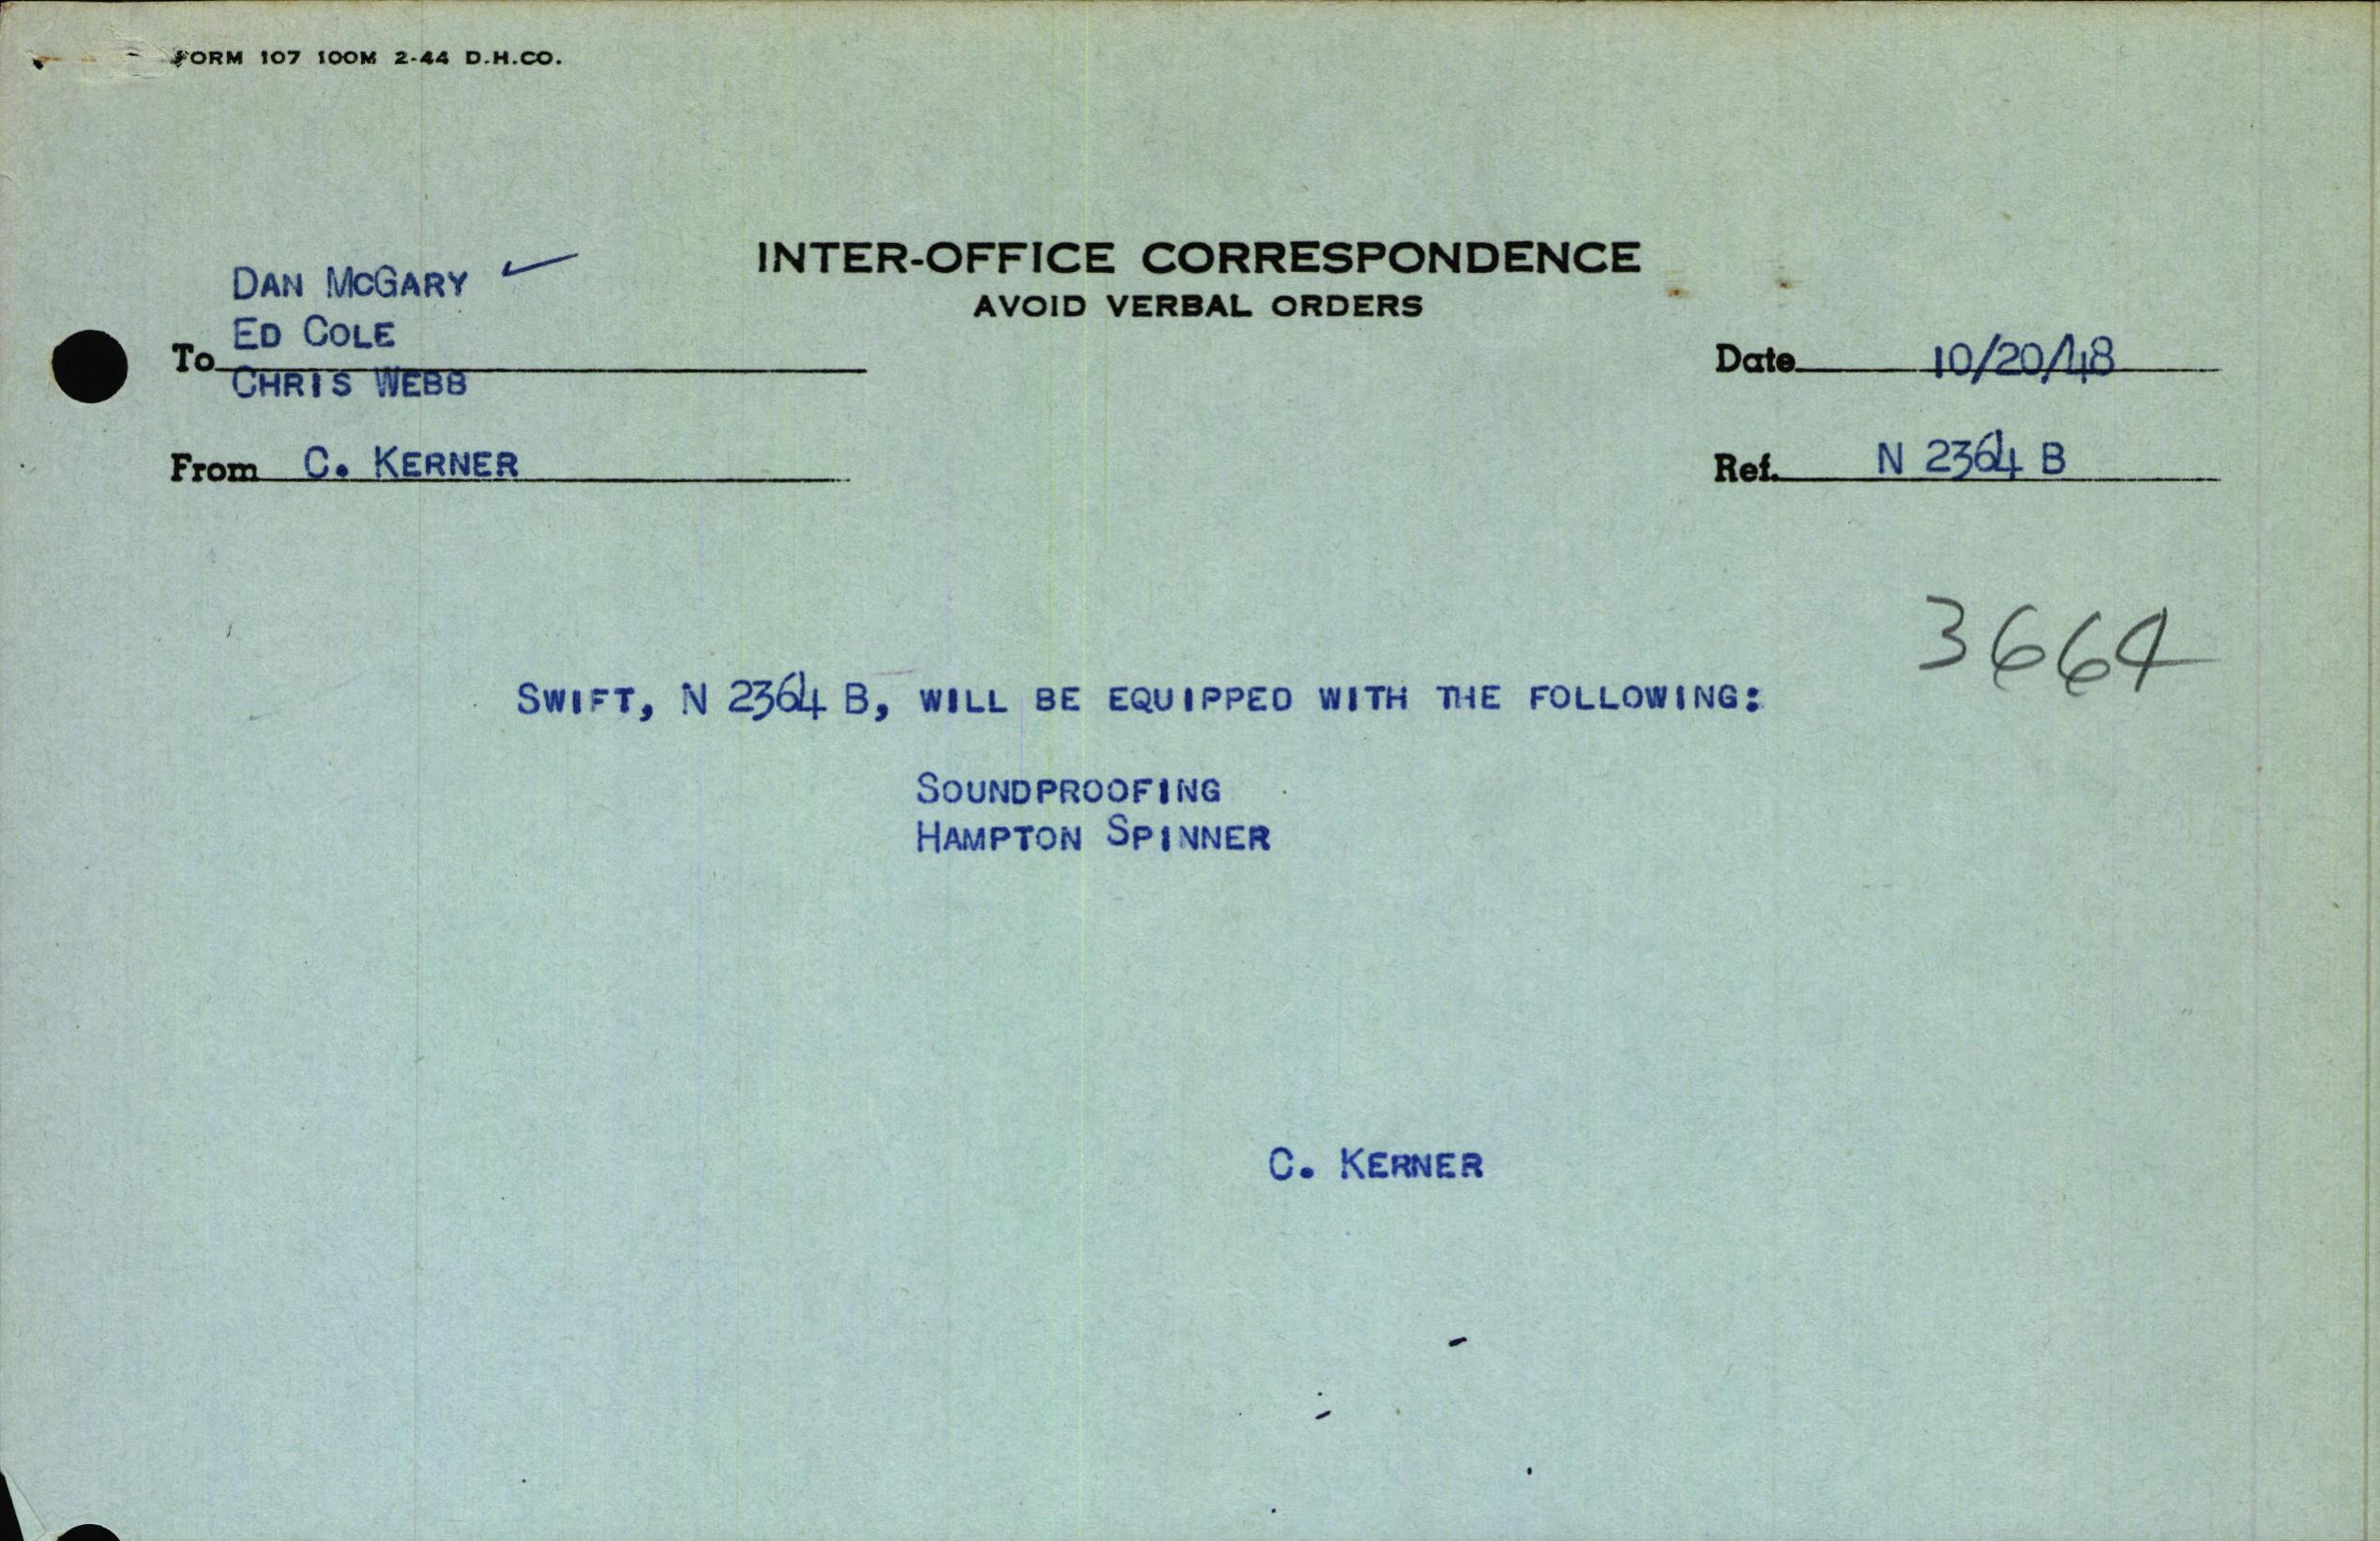 FORM 107 100M 2-44 D.H.CO.
INTER-OFFICE CORRESPONDENCE
AVOID VERBAL ORDERS
DAN MCGARY ✓
ED COLE
To
CHRIS WEBB
Date 10/20/48
From C. KERNER
Ref. N 2364 B
3664
SWIFT, N 2364 B, WILL BE EQUIPPED WITH THE FOLLOWING:
SOUNDPROOFING
HAMPTON SPINNER
C. KERNER